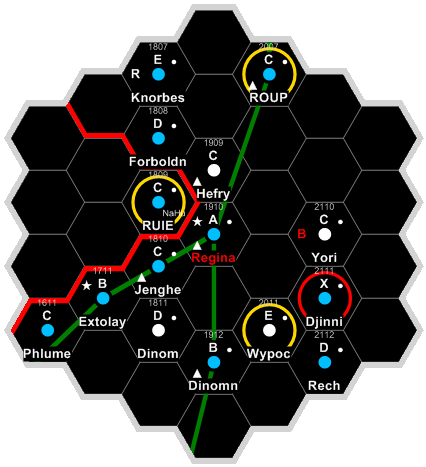 1807
E
R
Knorbes
2007
C
ROUP
1808
D
Forboldn
1909
C
Hefry
1809
C
NaHu
RUIE
1910
A
Regina
2110
C
B
Yori
1810
C
Jenghe
1711
B
Extolay
2111
X
Djinni
1611
C
Phlume
1811
D
Dinom
2011
E
Wypoc
1912
B
Dinomn
2112
D
Rech